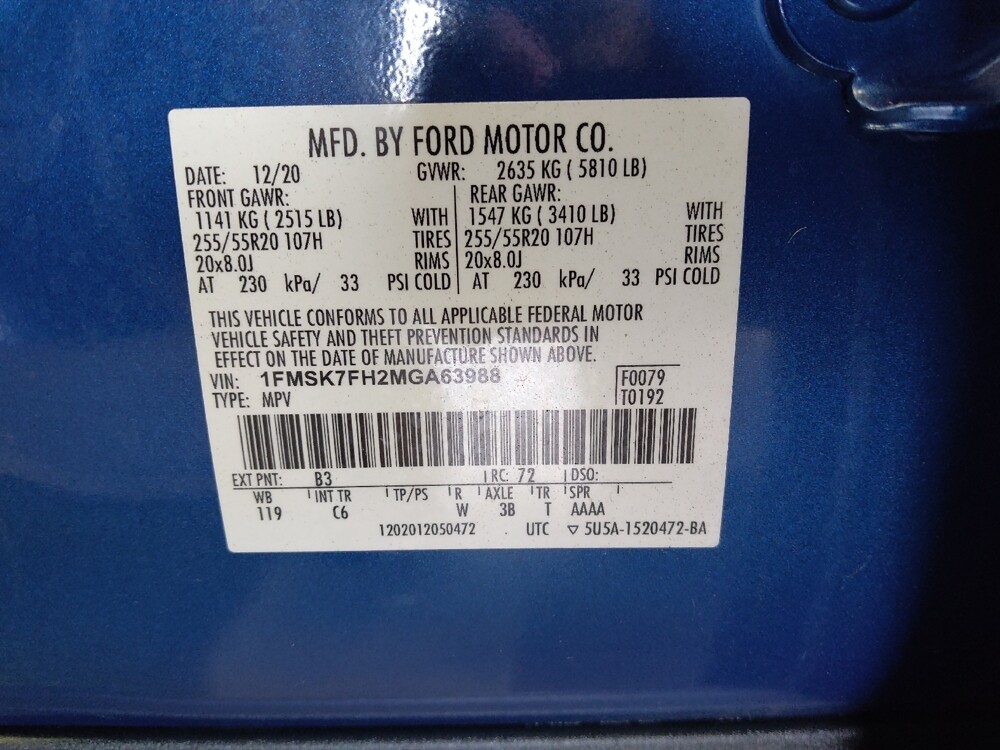 MFD. BY FORD MOTOR CO.
DATE: 12/20 GVWR: 2635 KG ( 5810 LB)
FRONT GAWR: REAR GAWR:
1141 KG ( 2515 LB) WITH 1547 KG ( 3410 LB) WITH
255/55R20 107H TIRES 255/55R20 107H TIRES
20x8.0J RIMS 20x8.0J RIMS
AT 230 kPa/ 33 PSI COLD AT 230 kPa/ 33 PSI COLD
THIS VEHICLE CONFORMS TO ALL APPLICABLE FEDERAL MOTOR
VEHICLE SAFETY AND THEFT PREVENTION STANDARDS IN
EFFECT ON THE DATE OF MANUFACTURE SHOWN ABOVE.
VIN: 1FMSK7FH2MGA63988 F0079
TYPE: MPV T0192
EXT PNT: B3 RC: 72 DSO:
WB INT TR TP/PS R AXLE TR SPR
119 C6 W 3B T AAAA
1202012050472 UTC ▽ 5U5A-1520472-BA